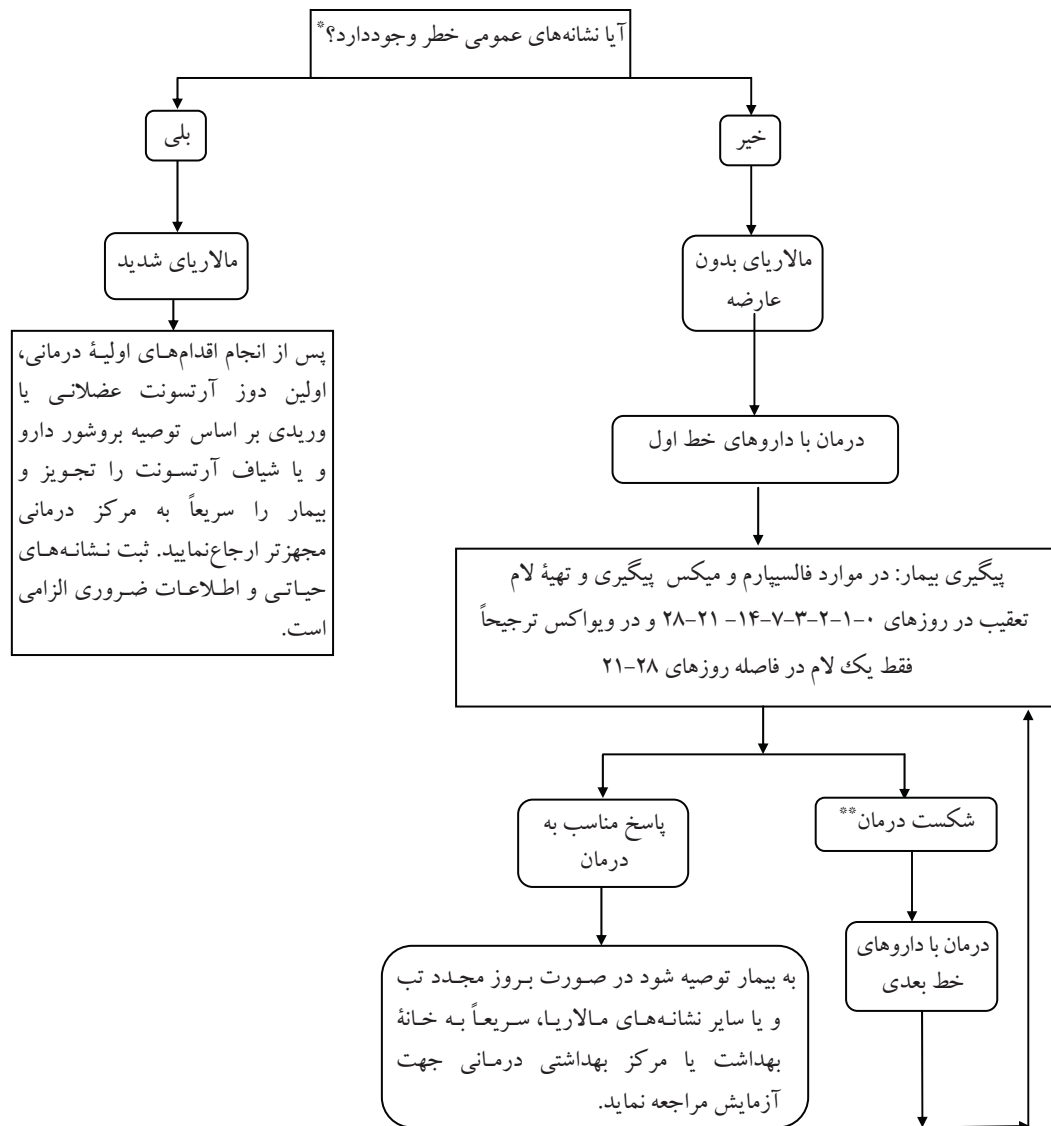 آیا نشانه‌های عمومی خطر وجوددارد؟*
خیر
بلی
مالاریای بدون
عارضه
مالاریای شدید
پس از انجام اقدام‌های اولیهٔ درمانی،
اولین دوز آرتسونت عضلانی یا
وریدی بر اساس توصیه بروشور دارو
و یا شیاف آرتسونت را تجویز و
بیمار را سریعاً به مرکز درمانی
مجهزتر ارجاع‌نمایید. ثبت نشانه‌های
حیاتی و اطلاعات ضروری الزامی
است.
درمان با داروهای خط اول
پیگیری بیمار: در موارد فالسیپارم و میکس پیگیری و تهیهٔ لام
تعقیب در روزهای ۰-۱-۲-۳-۷-۱۴- ۲۱-۲۸ و در ویواکس ترجیحاً
فقط یک لام در فاصله روزهای ۲۸-۲۱
شکست درمان**
پاسخ مناسب به
درمان
درمان با داروهای
خط بعدی
به بیمار توصیه شود در صورت بروز مجدد تب
و یا سایر نشانه‌های مالاریا، سریعاً به خانهٔ
بهداشت یا مرکز بهداشتی درمانی جهت
آزمایش مراجعه نماید.